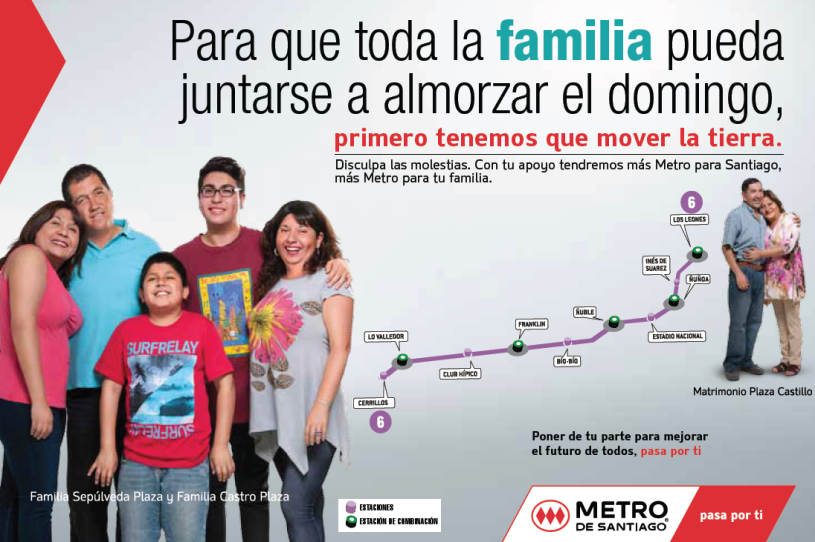 Para que toda la familia pueda
juntarse a almorzar el domingo,
primero tenemos que mover la tierra.
Disculpa las molestias. Con tu apoyo tendremos más Metro para Santiago,
más Metro para tu familia.
6
LOS LEONES
INÉS DE
SUAREZ
ÑUÑOA
ÑUBLE
ESTADIO NACIONAL
FRANKLIN
BÍO-BÍO
LO VALLEDOR
CLUB HÍPICO
CERRILLOS
6
SURFRELAY
SURFRELAY
Matrimonio Plaza Castillo
Poner de tu parte para mejorar
el futuro de todos, pasa por ti
Familia Sepúlveda Plaza y Familia Castro Plaza
ESTACIONES
ESTACIÓN DE COMBINACIÓN
METRO
DE SANTIAGO®
pasa por ti